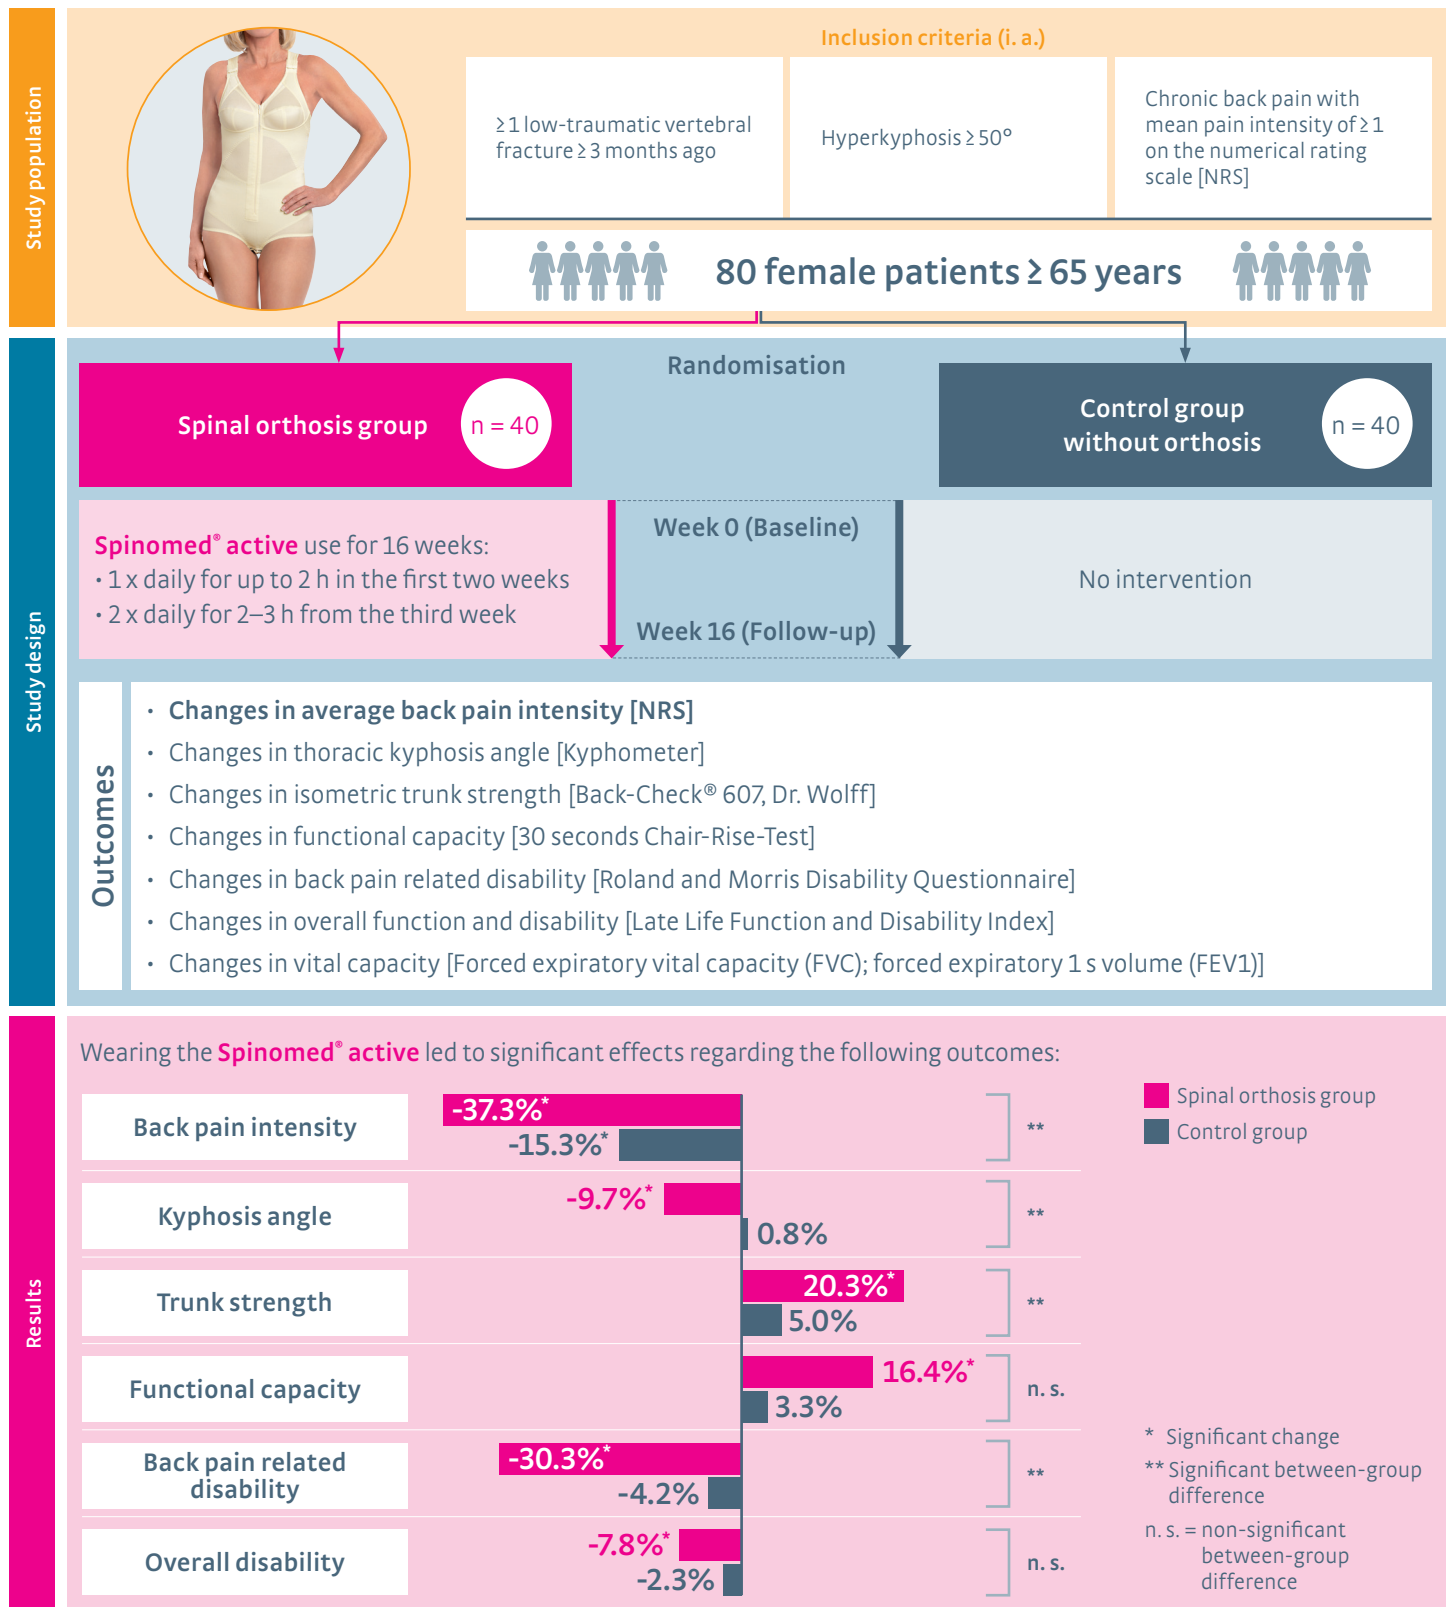 Study population
Inclusion criteria (i. a.)
≥ 1 low-traumatic vertebral
fracture ≥ 3 months ago
Hyperkyphosis ≥ 50°
Chronic back pain with
mean pain intensity of ≥ 1
on the numerical rating
scale [NRS]
80 female patients ≥ 65 years
Study design
Randomisation
Spinal orthosis group
n = 40
Control group
without orthosis
n = 40
Spinomed® active use for 16 weeks:
• 1 x daily for up to 2 h in the first two weeks
• 2 x daily for 2–3 h from the third week
Week 0 (Baseline)
Week 16 (Follow-up)
No intervention
Outcomes
• Changes in average back pain intensity [NRS]
• Changes in thoracic kyphosis angle [Kyphometer]
• Changes in isometric trunk strength [Back-Check® 607, Dr. Wolff]
• Changes in functional capacity [30 seconds Chair-Rise-Test]
• Changes in back pain related disability [Roland and Morris Disability Questionnaire]
• Changes in overall function and disability [Late Life Function and Disability Index]
• Changes in vital capacity [Forced expiratory vital capacity (FVC); forced expiratory 1 s volume (FEV1)]
Results
Wearing the Spinomed® active led to significant effects regarding the following outcomes:
Spinal orthosis group
Control group
Back pain intensity
-37.3%*
-15.3%*
**
Kyphosis angle
-9.7%*
0.8%
**
Trunk strength
20.3%*
5.0%
**
Functional capacity
16.4%*
3.3%
n. s.
Back pain related
disability
-30.3%*
-4.2%
**
Overall disability
-7.8%*
-2.3%
n. s.
* Significant change
** Significant between-group
difference
n. s. = non-significant
between-group
difference